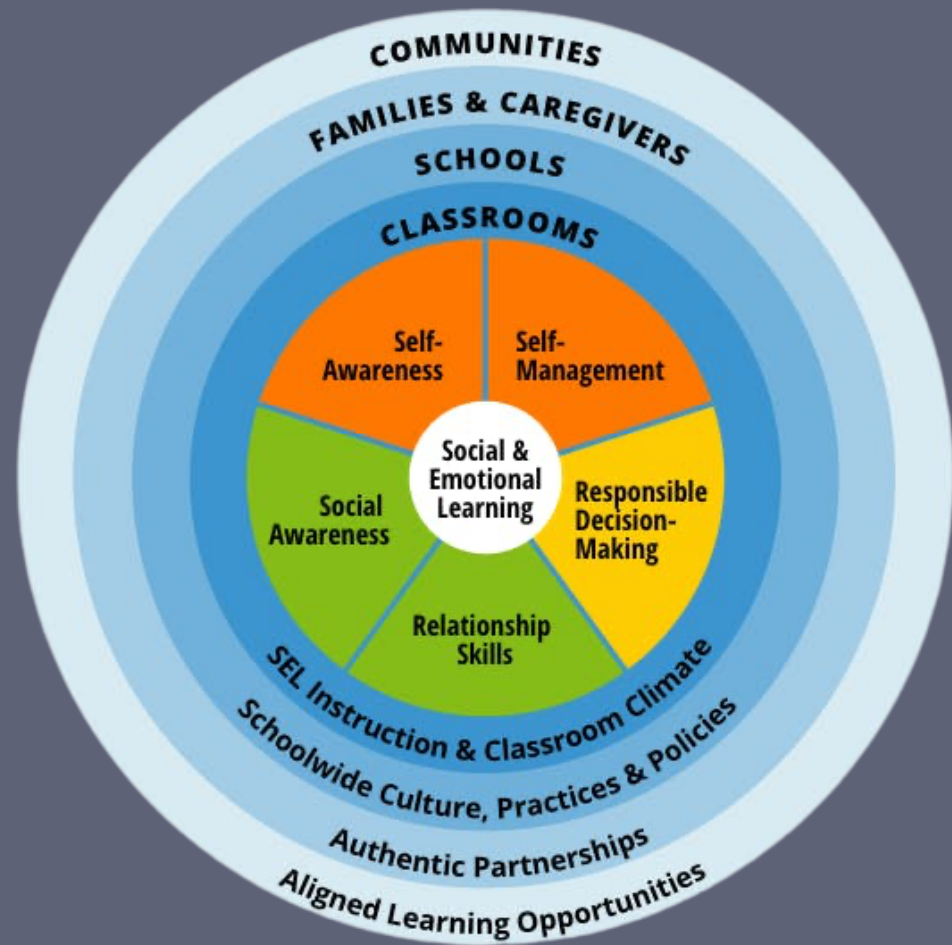 COMMUNITIES
FAMILIES & CAREGIVERS
SCHOOLS
CLASSROOMS
Self-
Awareness
Self-
Management
Social &
Emotional
Learning
Social
Awareness
Responsible
Decision-
Making
Relationship
Skills
SEL Instruction & Classroom Climate
Schoolwide Culture, Practices & Policies
Authentic Partnerships
Aligned Learning Opportunities